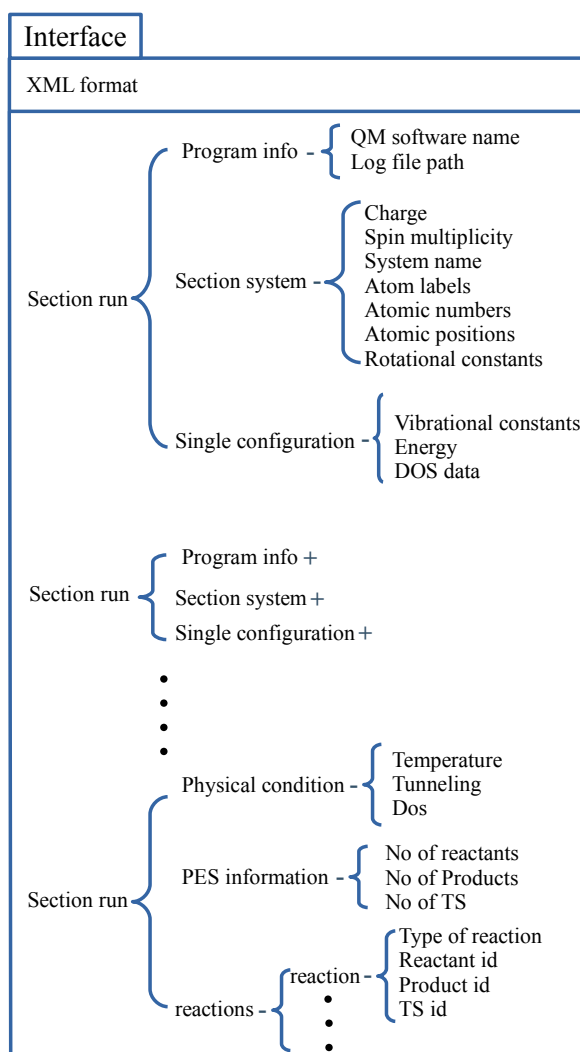 Interface
XML format
Section run
Program info -
QM software name
Log file path
Section system -
Charge
Spin multiplicity
System name
Atom labels
Atomic numbers
Atomic positions
Rotational constants
Single configuration -
Vibrational constants
Energy
DOS data
Section run
Program info +
Section system +
Single configuration +
Section run
Physical condition -
Temperature
Tunneling
Dos
PES information -
No of reactants
No of Products
No of TS
reactions -
reaction -
Type of reaction
Reactant id
Product id
TS id